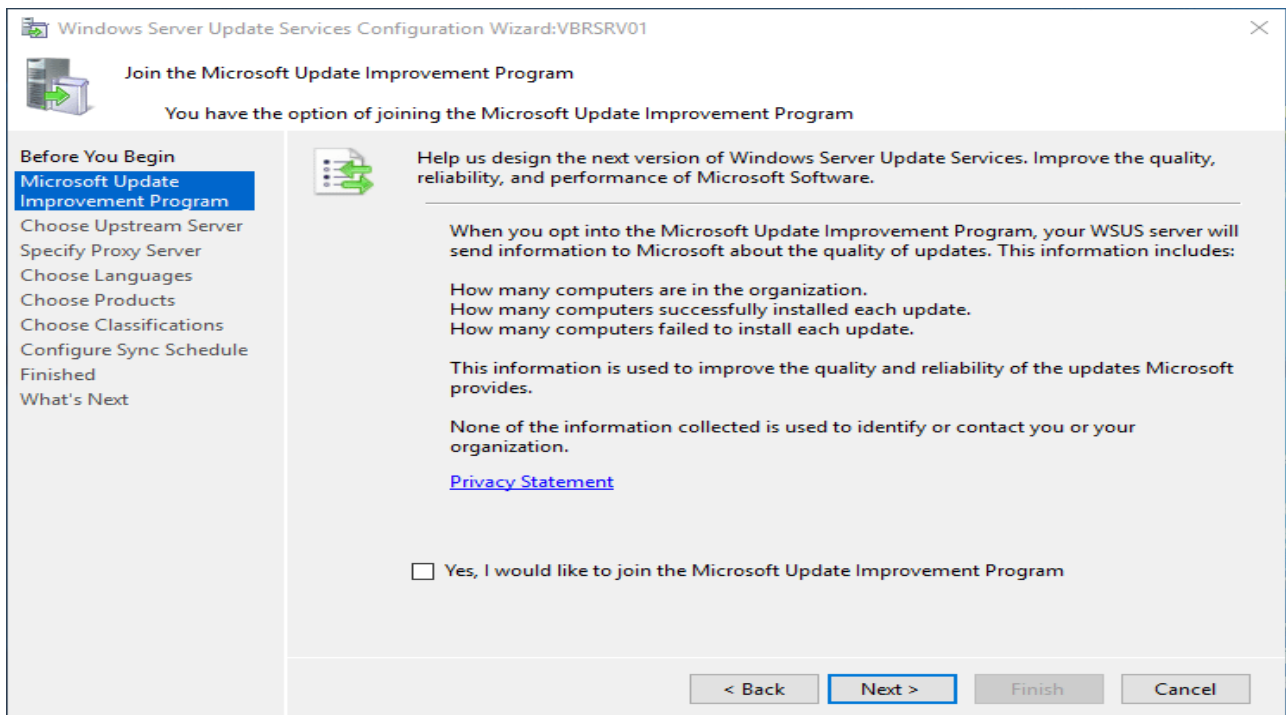 Windows Server Update Services Configuration Wizard:VBRSRV01
Join the Microsoft Update Improvement Program
You have the option of joining the Microsoft Update Improvement Program
Before You Begin
Microsoft Update
Improvement Program
Choose Upstream Server
Specify Proxy Server
Choose Languages
Choose Products
Choose Classifications
Configure Sync Schedule
Finished
What's Next
Help us design the next version of Windows Server Update Services. Improve the quality,
reliability, and performance of Microsoft Software.
When you opt into the Microsoft Update Improvement Program, your WSUS server will
send information to Microsoft about the quality of updates. This information includes:
How many computers are in the organization.
How many computers successfully installed each update.
How many computers failed to install each update.
This information is used to improve the quality and reliability of the updates Microsoft
provides.
None of the information collected is used to identify or contact you or your
organization.
Privacy Statement
Yes, I would like to join the Microsoft Update Improvement Program
< Back
Next >
Finish
Cancel